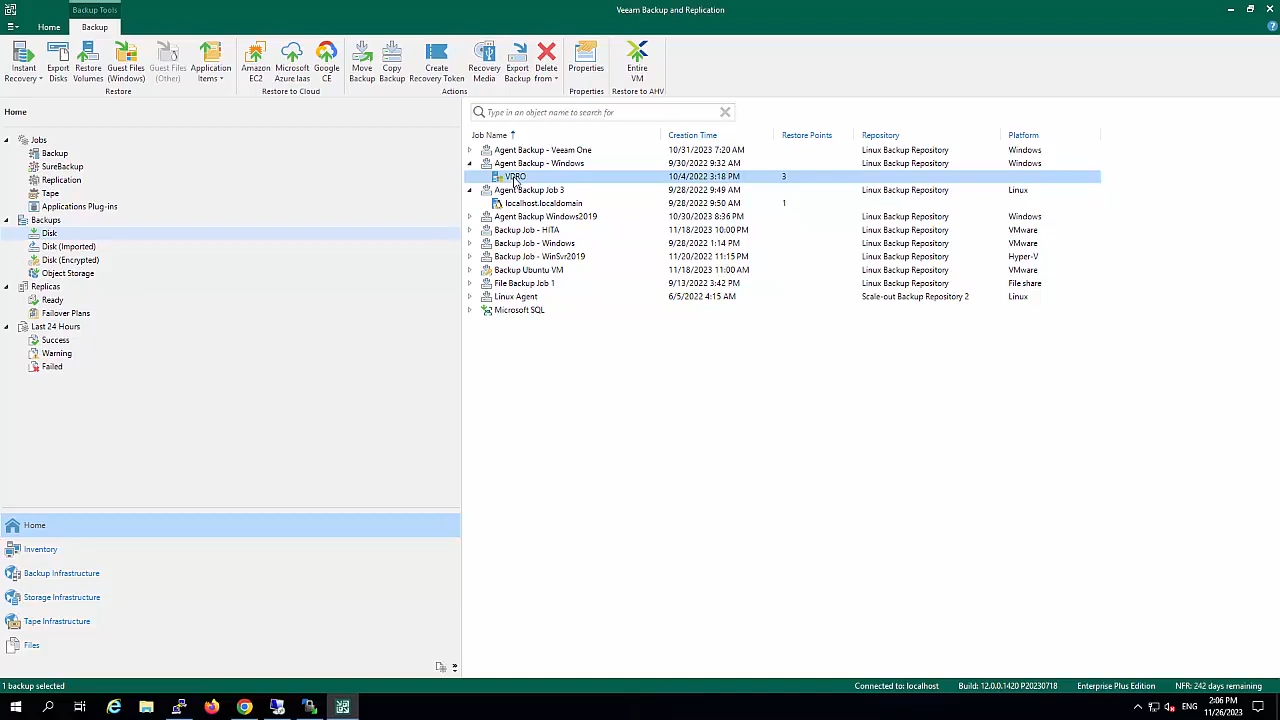 Backup Tools
Veeam Backup and Replication
Home Backup
Instant Recovery
Export Disks
Restore Volumes
Guest Files (Windows)
Guest Files (Other)
Application Items
Amazon EC2
Microsoft Azure Iaas
Google CE
Move Backup
Copy Backup
Create Recovery Token
Recovery Media
Export Backup
Delete from
Properties
Entire VM
Restore
Restore to Cloud
Actions
Properties
Restore to AHV
Home
Jobs
Backup
SureBackup
Replication
Tape
Applications Plug-ins
Backups
Disk
Disk (Imported)
Disk (Encrypted)
Object Storage
Replicas
Ready
Failover Plans
Last 24 Hours
Success
Warning
Failed
Home
Inventory
Backup Infrastructure
Storage Infrastructure
Tape Infrastructure
Files
Type in an object name to search for
Job Name Creation Time Restore Points Repository Platform
Agent Backup - Veeam One 10/31/2023 7:20 AM Linux Backup Repository Windows
Agent Backup - Windows 9/30/2022 9:32 AM Linux Backup Repository Windows
VDRO 10/4/2022 3:18 PM 3
Agent Backup Job 3 9/28/2022 9:49 AM Linux Backup Repository Linux
localhost.localdomain 9/28/2022 9:50 AM 1
Agent Backup Windows2019 10/30/2023 8:36 PM Linux Backup Repository Windows
Backup Job - HITA 11/18/2023 10:00 PM Linux Backup Repository VMware
Backup Job - Windows 9/28/2022 1:14 PM Linux Backup Repository VMware
Backup Job - WinSvr2019 11/20/2022 11:15 PM Linux Backup Repository Hyper-V
Backup Ubuntu VM 11/18/2023 11:00 AM Linux Backup Repository VMware
File Backup Job 1 9/13/2022 3:42 PM Linux Backup Repository File share
Linux Agent 6/5/2022 4:15 AM Scale-out Backup Repository 2 Linux
Microsoft SQL
1 backup selected
Connected to: localhost Build: 12.0.0.1420 P20230718 Enterprise Plus Edition NFR: 242 days remaining
ENG
2:06 PM
11/26/2023